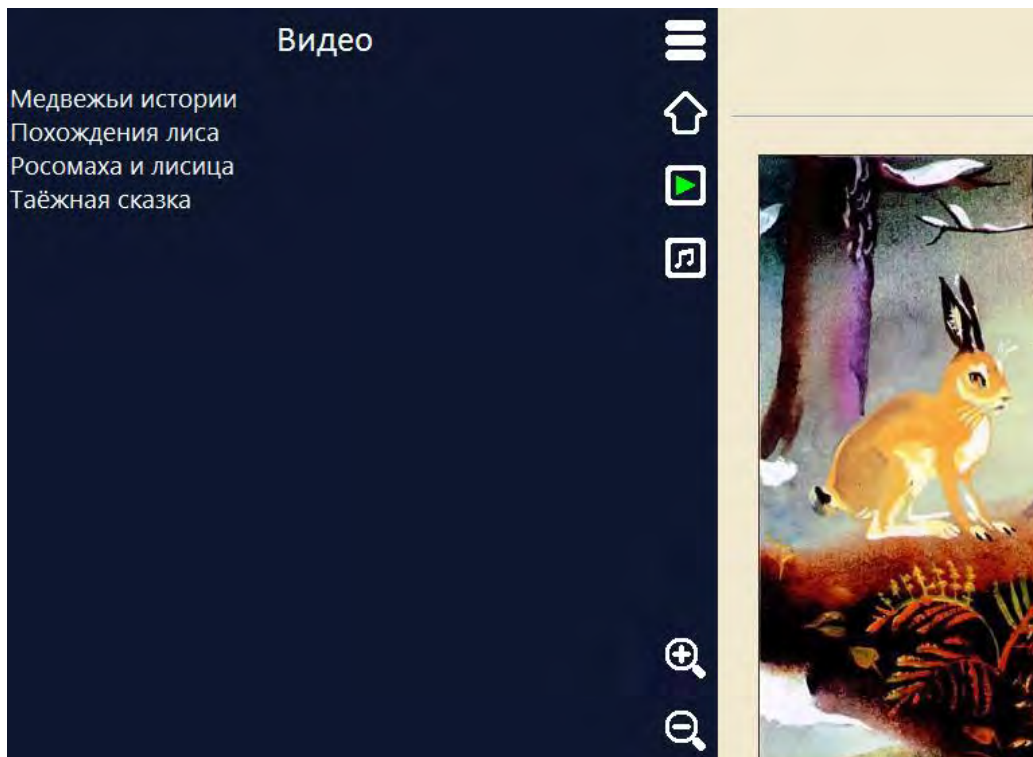 Видео
Медвежьи истории
Похождения лиса
Росомаха и лисица
Таёжная сказка